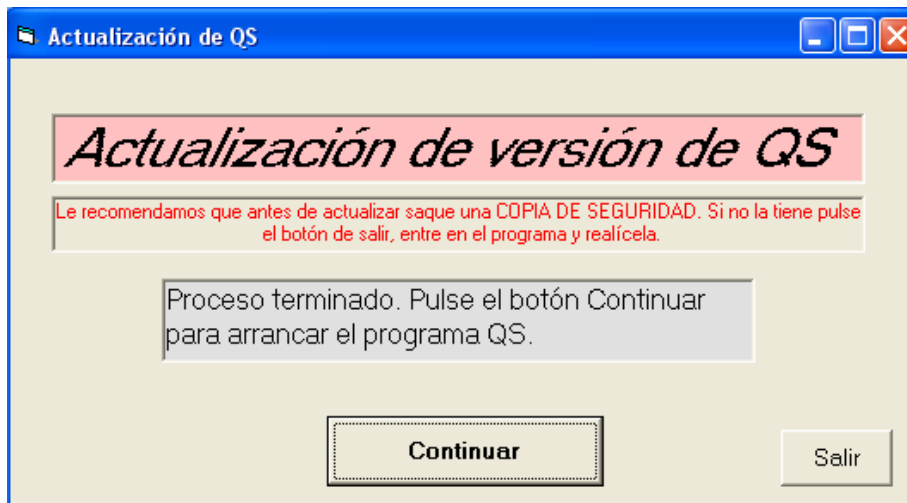 Actualización de QS
Actualización de versión de QS
Le recomendamos que antes de actualizar saque una COPIA DE SEGURIDAD. Si no la tiene pulse
el botón de salir, entre en el programa y realícela.
Proceso terminado. Pulse el botón Continuar
para arrancar el programa QS.
Continuar
Salir